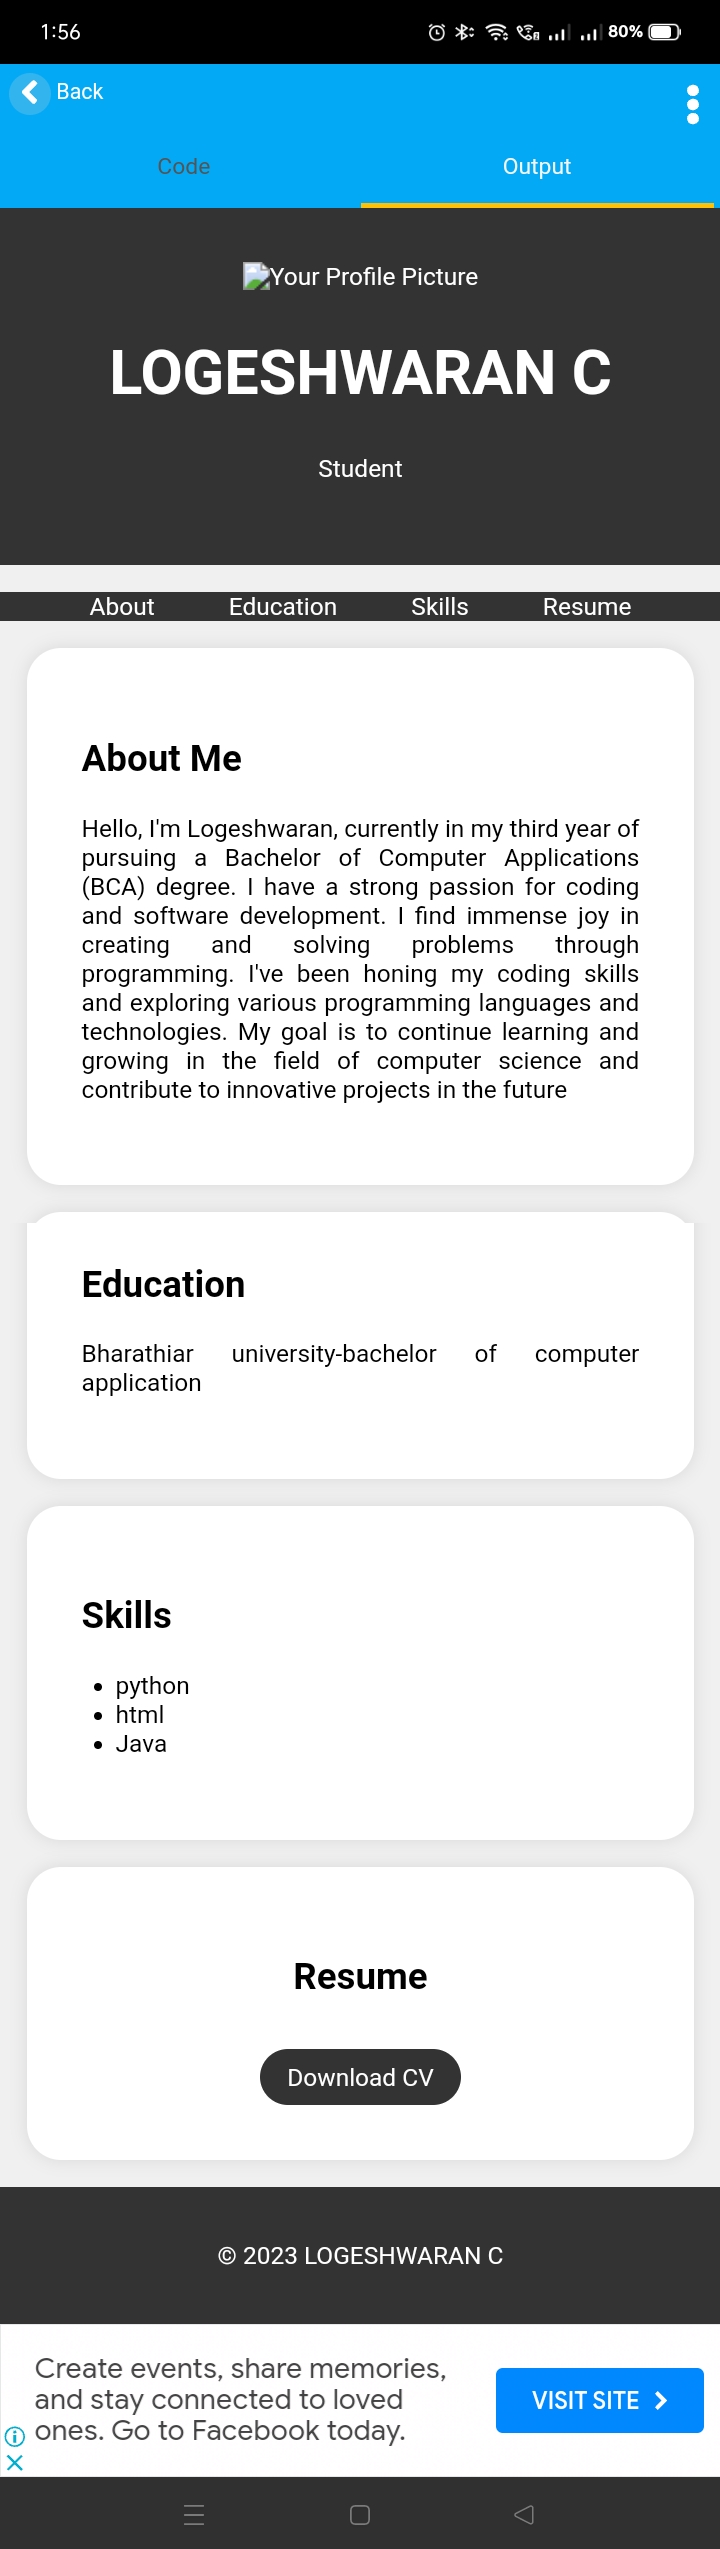 1:56
80%
Back
Code
Output
Your Profile Picture
LOGESHWARAN C
Student
About Education Skills Resume
About Me
Hello, I'm Logeshwaran, currently in my third year of
pursuing a Bachelor of Computer Applications
(BCA) degree. I have a strong passion for coding
and software development. I find immense joy in
creating and solving problems through
programming. I've been honing my coding skills
and exploring various programming languages and
technologies. My goal is to continue learning and
growing in the field of computer science and
contribute to innovative projects in the future
Education
Bharathiar university-bachelor of computer
application
Skills
• python
• html
• Java
Resume
Download CV
© 2023 LOGESHWARAN C
Create events, share memories,
and stay connected to loved
ones. Go to Facebook today.
VISIT SITE